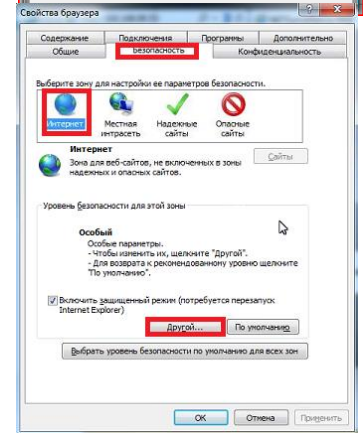 Свойства браузера
Содержание Подключения Программы Дополнительно
Общие Безопасность Конфиденциальность
Выберите зону для настройки ее параметров безопасности.
Интернет Местная интрасеть Надежные сайты Опасные сайты
Интернет
Зона для веб-сайтов, не включенных в зоны надежных и опасных сайтов.
Сайты
Уровень безопасности для этой зоны
Особый
Особые параметры.
- Чтобы изменить их, щелкните "Другой".
- Для возврата к рекомендованному уровню щелкните
"По умолчанию".
Включить защищенный режим (потребуется перезапуск
Internet Explorer)
Другой... По умолчанию
Выбрать уровень безопасности по умолчанию для всех зон
ОК Отмена Применить